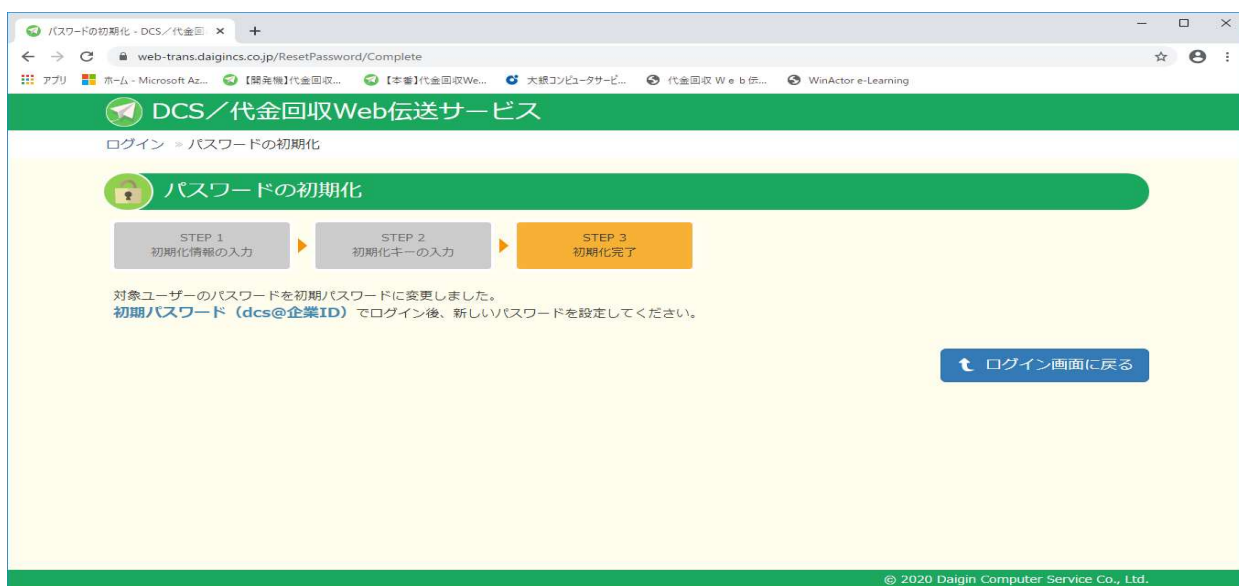 パスワードの初期化 - DCS／代金回
web-trans.daigincs.co.jp/ResetPassword/Complete
アプリ ホーム - Microsoft Az... 【開発機】代金回収... 【本番】代金回収We... 大銀コンピュータサービ... 代金回収 Ｗｅｂ伝... WinActor e-Learning
DCS／代金回収Web伝送サービス
ログイン » パスワードの初期化
パスワードの初期化
STEP 1
初期化情報の入力
STEP 2
初期化キーの入力
STEP 3
初期化完了
対象ユーザーのパスワードを初期パスワードに変更しました。
初期パスワード（dcs@企業ID）でログイン後、新しいパスワードを設定してください。
ログイン画面に戻る
© 2020 Daigin Computer Service Co., Ltd.